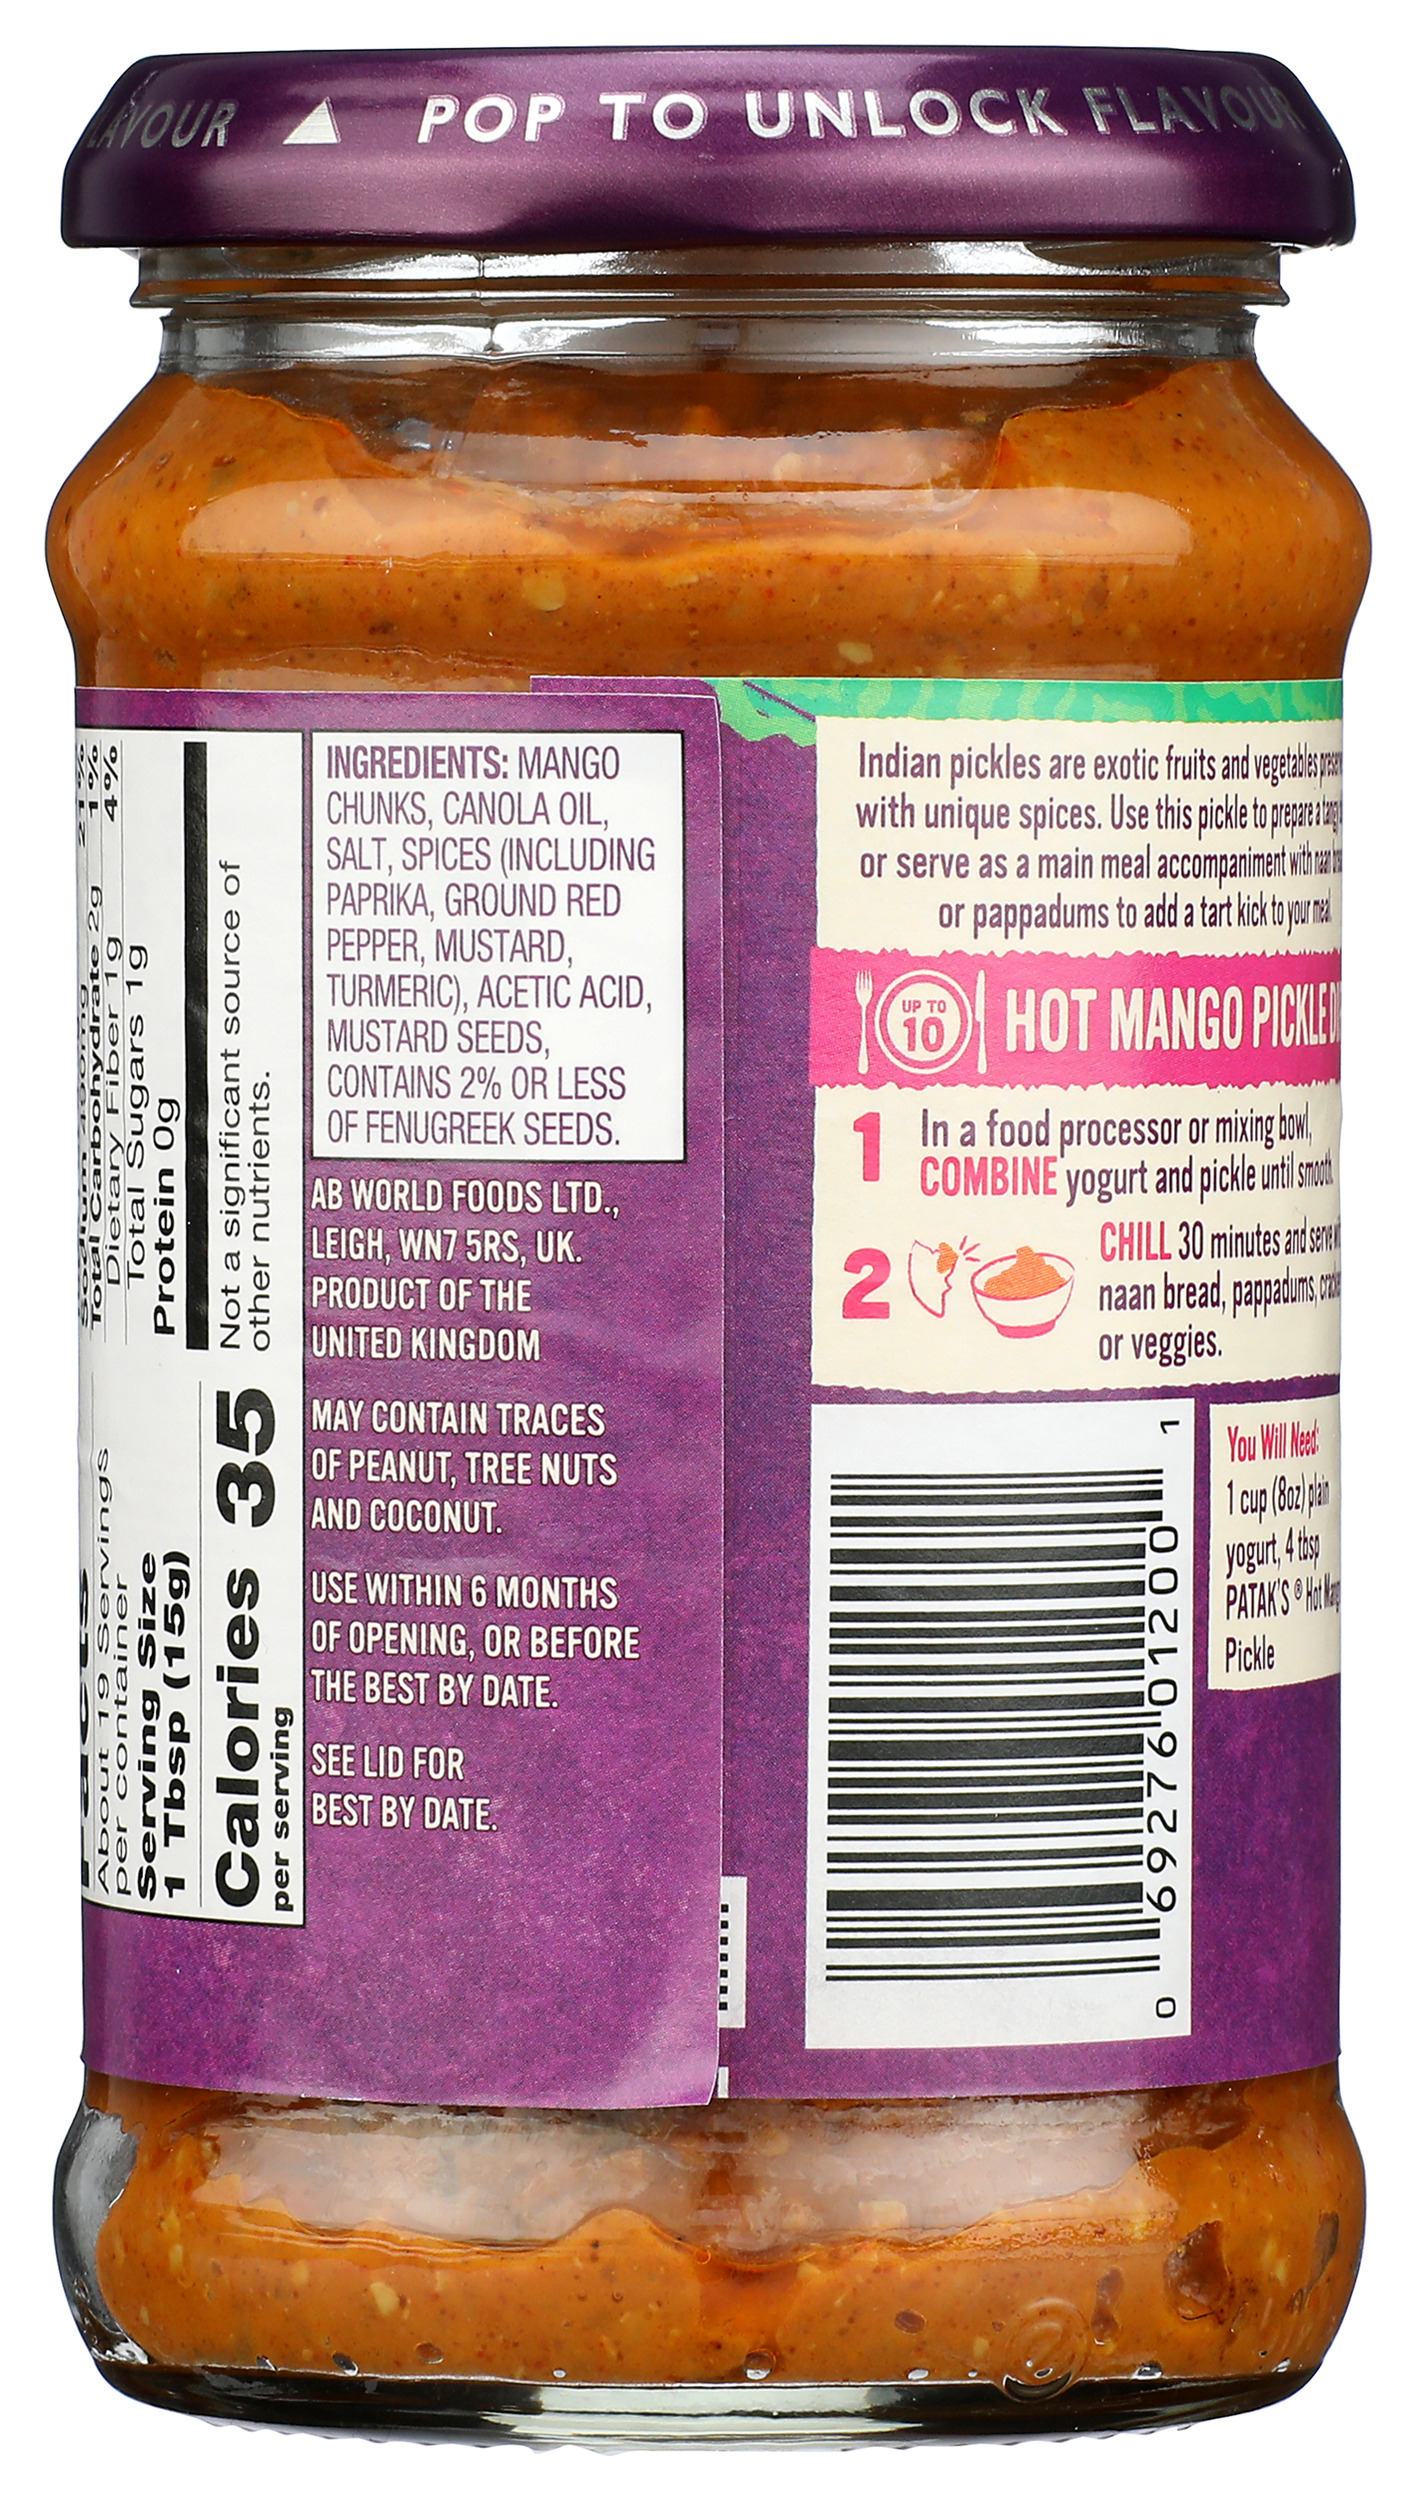 POP TO UNLOCK FLAVOUR
21%
Total Carbohydrate 2g 1%
Dietary Fiber 1g 4%
Total Sugars 1g
Protein 0g
Not a significant source of
other nutrients.
About 19 Servings
per container
Serving Size
1 Tbsp (15g)
Calories 35
per serving
INGREDIENTS: MANGO
CHUNKS, CANOLA OIL,
SALT, SPICES (INCLUDING
PAPRIKA, GROUND RED
PEPPER, MUSTARD,
TURMERIC), ACETIC ACID,
MUSTARD SEEDS,
CONTAINS 2% OR LESS
OF FENUGREEK SEEDS.
AB WORLD FOODS LTD.,
LEIGH, WN7 5RS, UK.
PRODUCT OF THE
UNITED KINGDOM
MAY CONTAIN TRACES
OF PEANUT, TREE NUTS
AND COCONUT.
USE WITHIN 6 MONTHS
OF OPENING, OR BEFORE
THE BEST BY DATE.
SEE LID FOR
BEST BY DATE.
Indian pickles are exotic fruits and vegetables
with unique spices. Use this pickle to prepare a
or serve as a main meal accompaniment with naan
or pappadums to add a tart kick to your meal.
UP TO
10
HOT MANGO PICKLE
1 In a food processor or mixing bowl,
COMBINE yogurt and pickle until smooth.
2 CHILL 30 minutes and serve
naan bread, pappadums,
or veggies.
0 69276 01200 1
You Will Need:
1 cup (8oz) plain
yogurt, 4 tbsp
PATAK'S ® Hot
Pickle